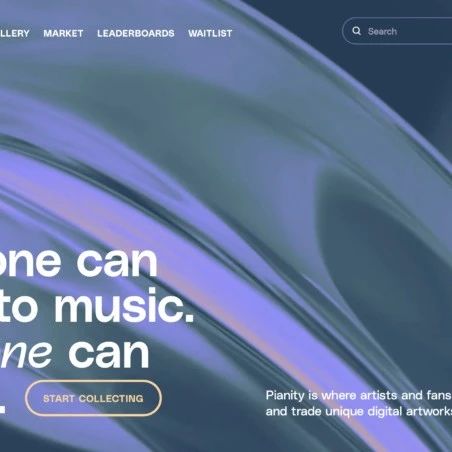 LLERY MARKET LEADERBOARDS WAITLIST
Search
one can
to music.
ne can
.
START COLLECTING
Pianity is where artists and fans
and trade unique digital artworks